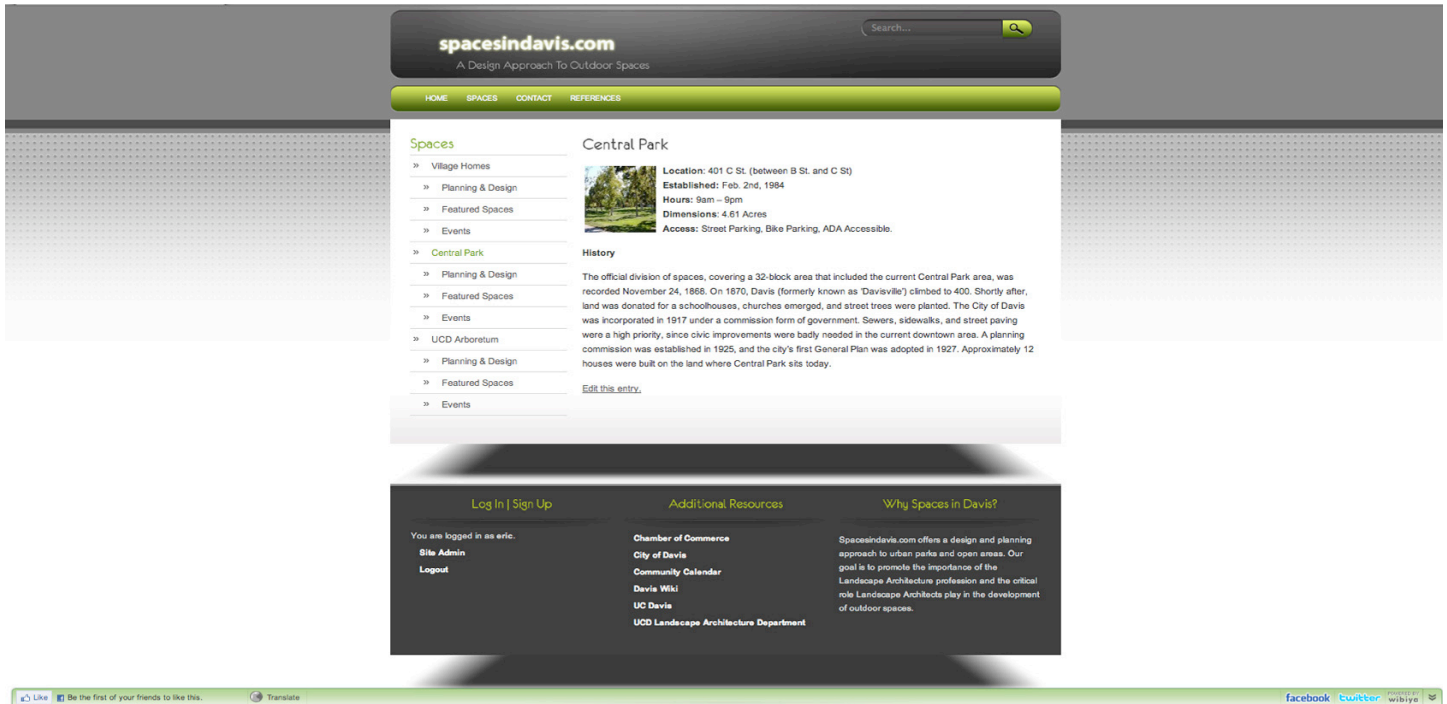 spacesindavis.com
A Design Approach To Outdoor Spaces
Search...
HOME SPACES CONTACT REFERENCES
Spaces
» Village Homes
» Planning & Design
» Featured Spaces
» Events
» Central Park
» Planning & Design
» Featured Spaces
» Events
» UCD Arboretum
» Planning & Design
» Featured Spaces
» Events
Central Park
Location: 401 C St. (between B St. and C St)
Established: Feb. 2nd, 1984
Hours: 9am – 9pm
Dimensions: 4.61 Acres
Access: Street Parking, Bike Parking, ADA Accessible.
History
The official division of spaces, covering a 32-block area that included the current Central Park area, was
recorded November 24, 1868. On 1870, Davis (formerly known as 'Davisville') climbed to 400. Shortly after,
land was donated for a schoolhouses, churches emerged, and street trees were planted. The City of Davis
was incorporated in 1917 under a commission form of government. Sewers, sidewalks, and street paving
were a high priority, since civic improvements were badly needed in the current downtown area. A planning
commission was established in 1925, and the city's first General Plan was adopted in 1927. Approximately 12
houses were built on the land where Central Park sits today.
Edit this entry.
Log In | Sign Up
You are logged in as eric.
Site Admin
Logout
Additional Resources
Chamber of Commerce
City of Davis
Community Calendar
Davis Wiki
UC Davis
UCD Landscape Architecture Department
Why Spaces in Davis?
Spacesindavis.com offers a design and planning
approach to urban parks and open areas. Our
goal is to promote the importance of the
Landscape Architecture profession and the critical
role Landscape Architects play in the development
of outdoor spaces.
Like Be the first of your friends to like this. Translate
facebook twitter POWERED BY wibiya